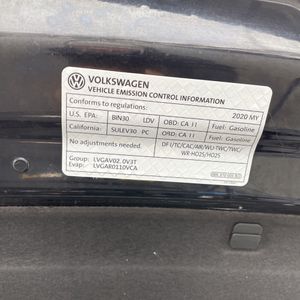 VOLKSWAGEN
VEHICLE EMISSION CONTROL INFORMATION
Conforms to regulations: 2020 MY
U.S. EPA: BIN30 LDV OBD: CA II Fuel: Gasoline
California: SULEV30 PC OBD: CA II Fuel: Gasoline
No adjustments needed. DFI/TC/CAC/AIR/WU-TWC/TWC/
WR-HO2S/HO2S
Group: LVGAV02.0V3T
Evap: LVGAR0110VCA